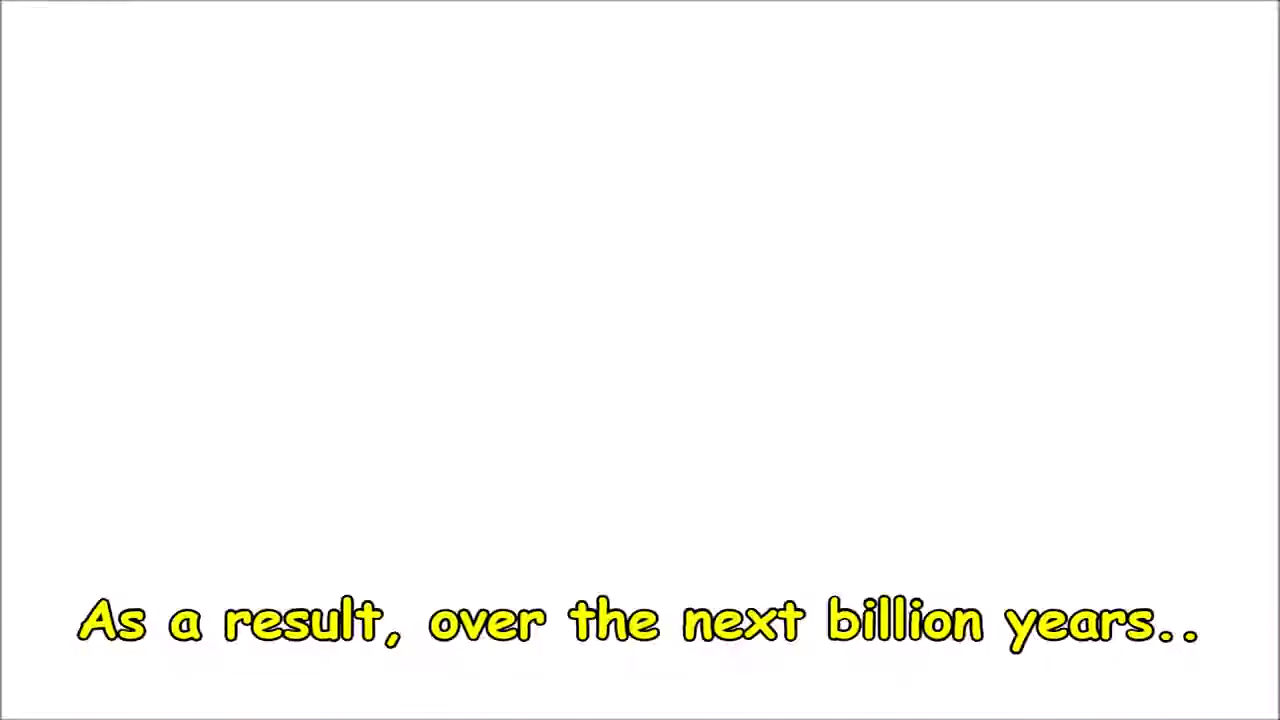 As a result, over the next billion years..